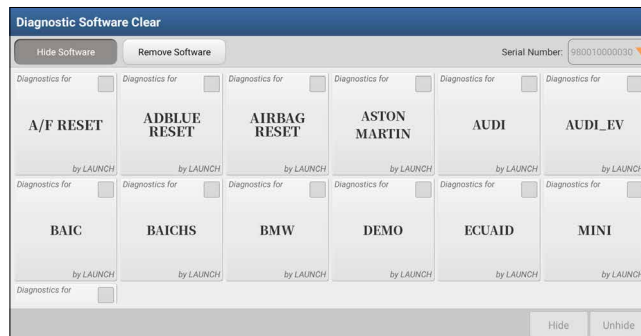 Diagnostic Software Clear
Hide Software
Remove Software
Serial Number: 980010000030
Diagnostics for
Diagnostics for
Diagnostics for
Diagnostics for
Diagnostics for
Diagnostics for
A/F RESET
ADBLUE
RESET
AIRBAG
RESET
ASTON
MARTIN
AUDI
AUDI_EV
by LAUNCH
by LAUNCH
by LAUNCH
by LAUNCH
by LAUNCH
by LAUNCH
Diagnostics for
Diagnostics for
Diagnostics for
Diagnostics for
Diagnostics for
Diagnostics for
BAIC
BAICHS
BMW
DEMO
ECUAID
MINI
by LAUNCH
by LAUNCH
by LAUNCH
by LAUNCH
by LAUNCH
by LAUNCH
Diagnostics for
Hide
Unhide